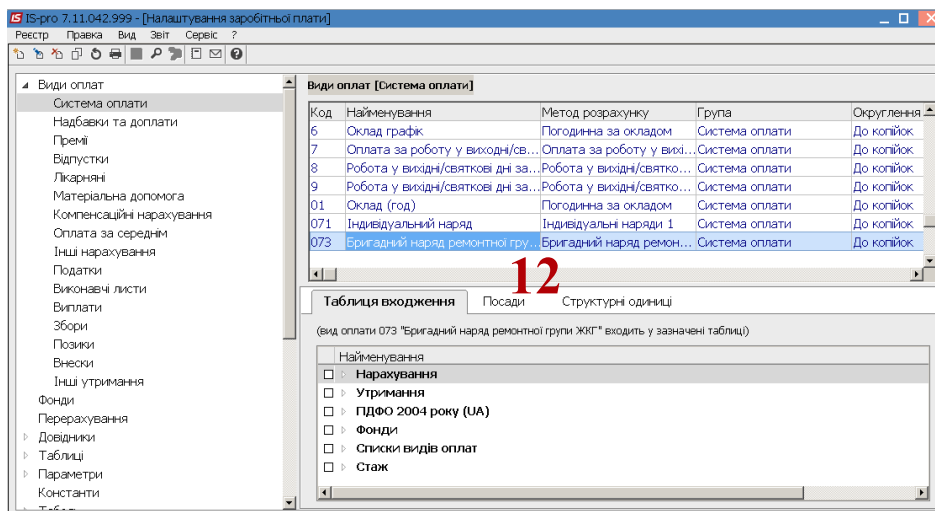 IS-pro 7.11.042.999 - [Налаштування заробітньої плати]
Реєстр Правка Вид Звіт Сервіс ?
Види оплат
Система оплати
Надбавки та доплати
Премії
Відпустки
Лікарняні
Матеріальна допомога
Компенсаційні нарахування
Оплата за середнім
Інші нарахування
Податки
Виконавчі листи
Виплати
Збори
Позики
Внески
Інші утримання
Фонди
Перерахування
Довідники
Таблиці
Параметри
Константи
Види оплат [Система оплати]
Код Найменування Метод розрахунку Група Округлення
6 Оклад графік Погодинна за окладом Система оплати До копійок
7 Оплата за роботу у виходні/св... Оплата за роботу у вихі... Система оплати До копійок
8 Робота у вихідні/святкові дні за... Робота у вихідні/святко... Система оплати До копійок
9 Робота у вихідні/святкові дні за... Робота у вихідні/святко... Система оплати До копійок
01 Оклад (год) Погодинна за окладом Система оплати До копійок
071 Індивідуальний наряд Індивідуальні наряди 1 Система оплати До копійок
073 Бригадний наряд ремонтної гру... Бригадний наряд ремон... Система оплати До копійок
12
Таблиця входження Посади Структурні одиниці
(вид оплати 073 "Бригадний наряд ремонтної групи ЖКГ" входить у зазначені таблиці)
Найменування
Нарахування
Утримання
ПДФО 2004 року (UA)
Фонди
Списки видів оплат
Стаж